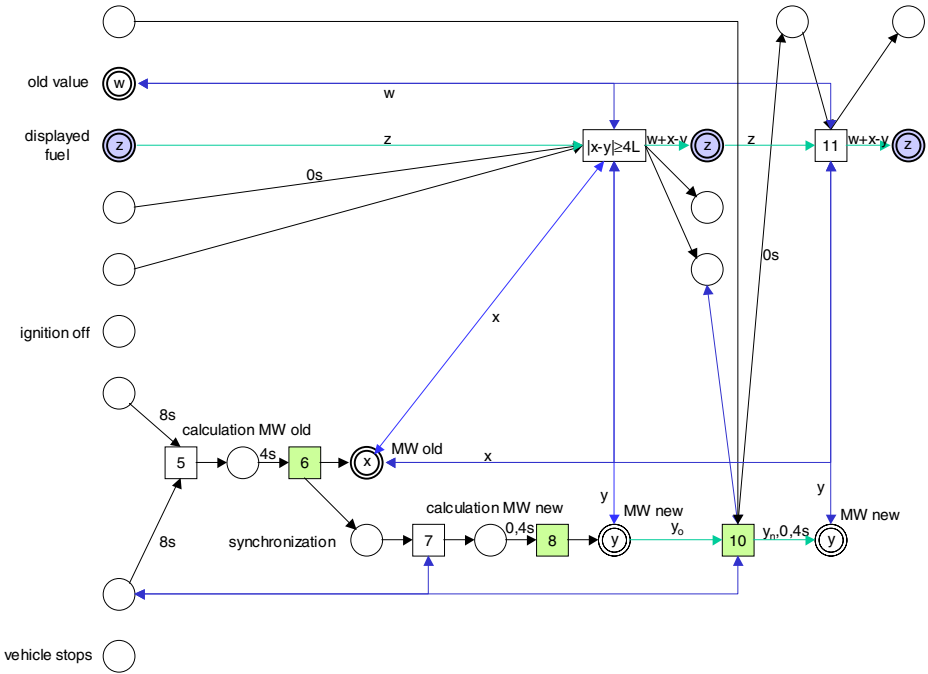 old value
w
w
displayed
fuel
z
z
|x-y|≥4L
w+x-y
z
z
11
w+x-y
z
0s
0s
ignition off
x
8s
calculation MW old
5
4s
6
x
MW old
x
8s
calculation MW new
y
MW new
y
MW new
synchronization
7
0,4s
8
y
yo
10
yn,0,4s
y
vehicle stops